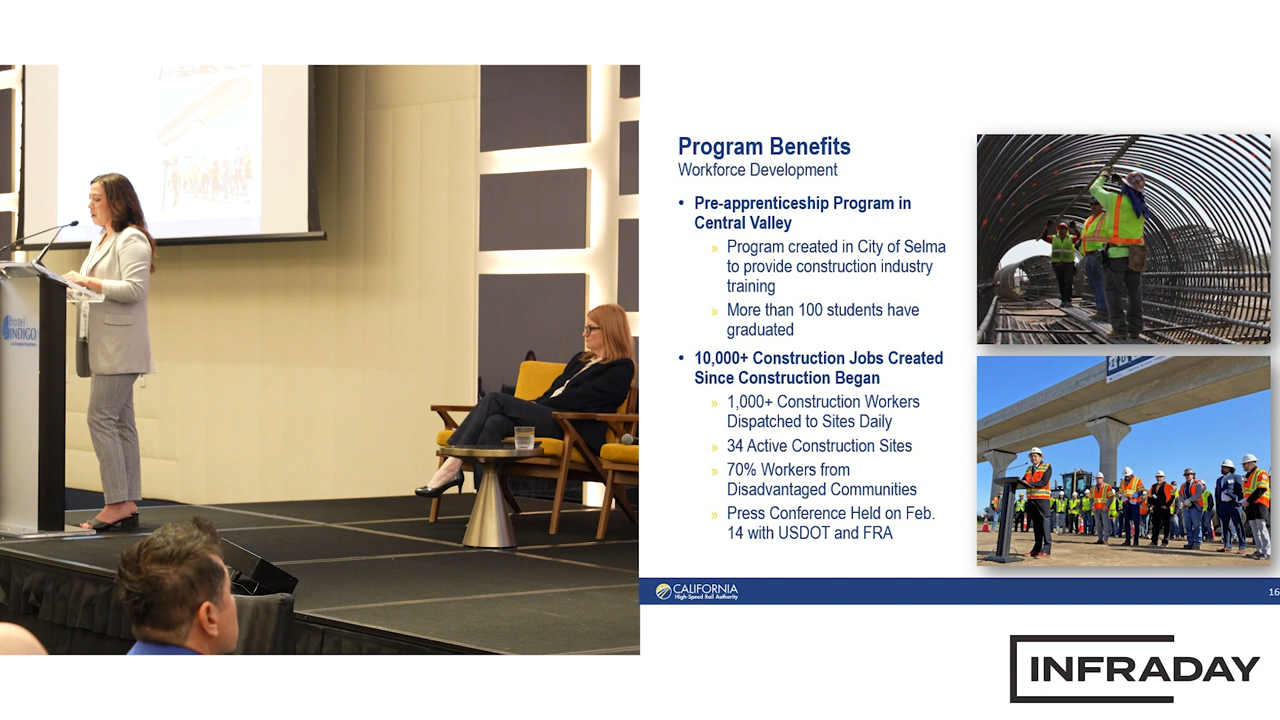 hotel
INDIGO
Program Benefits
Workforce Development
• Pre-apprenticeship Program in
Central Valley
» Program created in City of Selma
to provide construction industry
training
» More than 100 students have
graduated
• 10,000+ Construction Jobs Created
Since Construction Began
» 1,000+ Construction Workers
Dispatched to Sites Daily
» 34 Active Construction Sites
» 70% Workers from
Disadvantaged Communities
» Press Conference Held on Feb.
14 with USDOT and FRA
CALIFORNIA
High-Speed Rail Authority
16
INFRADAY